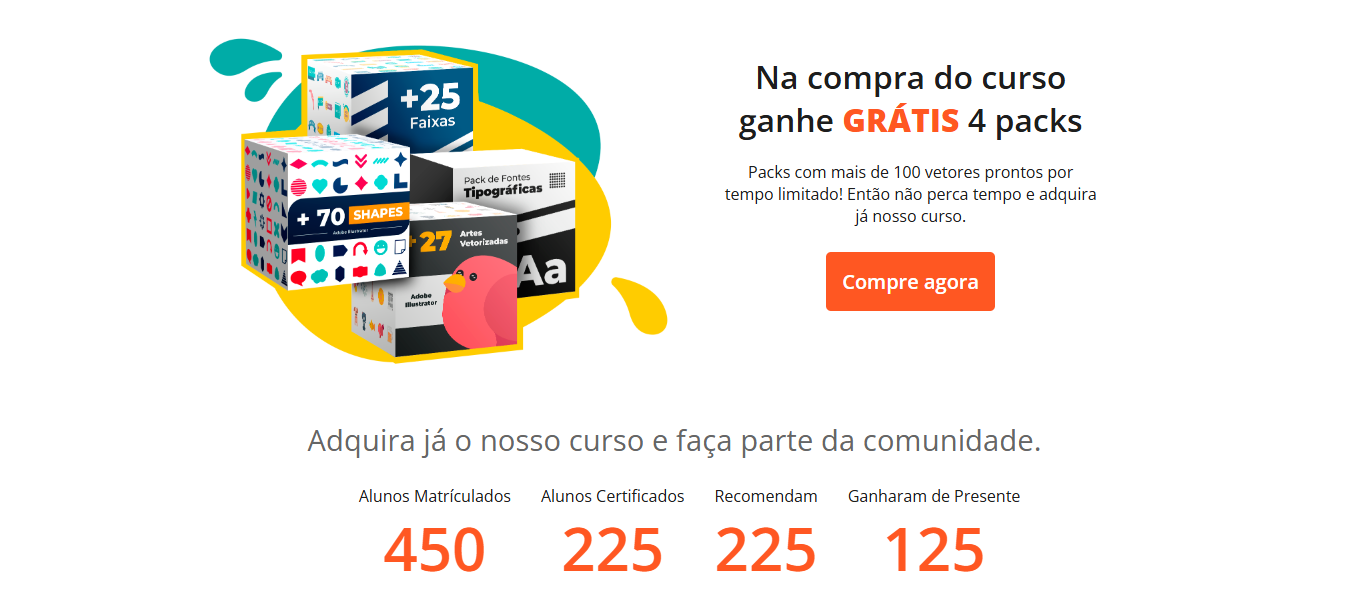 +25
Faixas
+ 70 SHAPES
Adobe Illustrator
Pack de Fontes
Tipográficas
+27 Artes
Vetorizadas
Adobe
Illustrator
Aa
Na compra do curso
ganhe GRÁTIS 4 packs
Packs com mais de 100 vetores prontos por
tempo limitado! Então não perca tempo e adquira
já nosso curso.
Compre agora
Adquira já o nosso curso e faça parte da comunidade.
Alunos Matrículados
Alunos Certificados
Recomendam
Ganharam de Presente
450
225
225
125